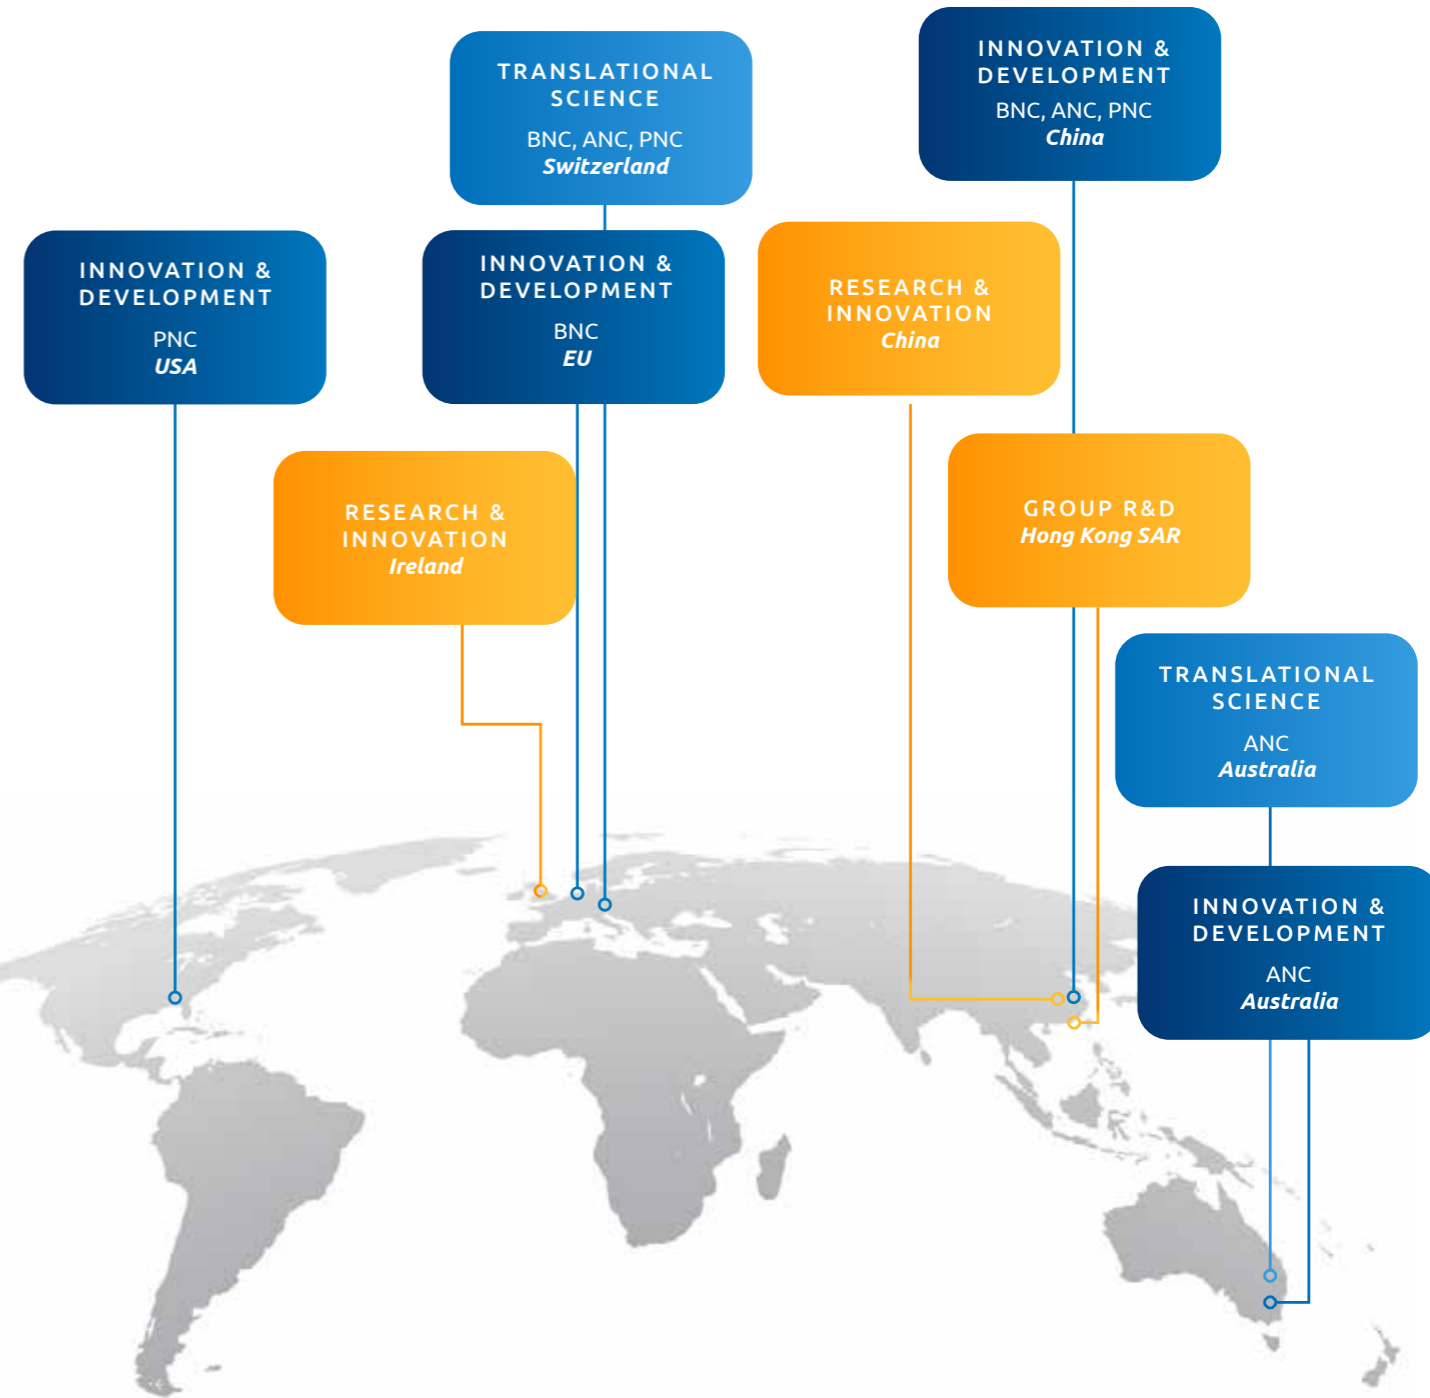 INNOVATION &
DEVELOPMENT
BNC, ANC, PNC
China
TRANSLATIONAL
SCIENCE
BNC, ANC, PNC
Switzerland
INNOVATION &
DEVELOPMENT
PNC
USA
INNOVATION &
DEVELOPMENT
BNC
EU
RESEARCH &
INNOVATION
China
RESEARCH &
INNOVATION
Ireland
GROUP R&D
Hong Kong SAR
TRANSLATIONAL
SCIENCE
ANC
Australia
INNOVATION &
DEVELOPMENT
ANC
Australia